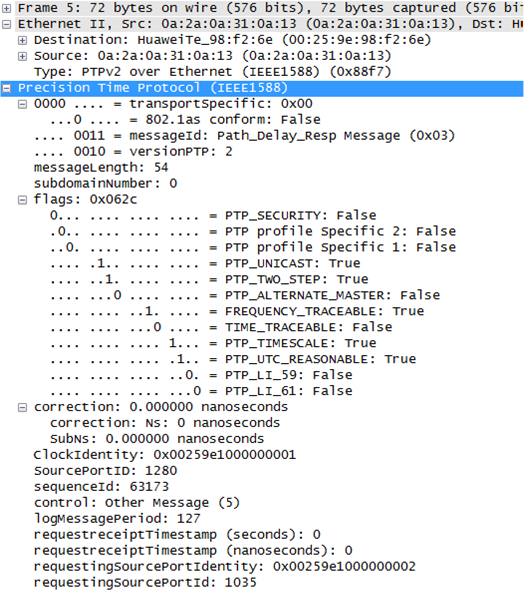 Frame 5: 72 bytes on wire (576 bits), 72 bytes captured (576 bit
Ethernet II, Src: 0a:2a:0a:31:0a:13 (0a:2a:0a:31:0a:13), Dst: H
Destination: HuaweiTe_98:f2:6e (00:25:9e:98:f2:6e)
Source: 0a:2a:0a:31:0a:13 (0a:2a:0a:31:0a:13)
Type: PTPv2 over Ethernet (IEEE1588) (0x88f7)
Precision Time Protocol (IEEE1588)
0000 .... = transportSpecific: 0x00
...0 .... = 802.1as conform: False
.... 0011 = messageId: Path_Delay_Resp Message (0x03)
.... 0010 = versionPTP: 2
messageLength: 54
subdomainNumber: 0
flags: 0x062c
0... .... .... .... = PTP_SECURITY: False
.0.. .... .... .... = PTP profile Specific 2: False
..0. .... .... .... = PTP profile Specific 1: False
.... .1.. .... .... = PTP_UNICAST: True
.... ..1. .... .... = PTP_TWO_STEP: True
.... ...0 .... .... = PTP_ALTERNATE_MASTER: False
.... .... ..1. .... = FREQUENCY_TRACEABLE: True
.... .... ...0 .... = TIME_TRACEABLE: False
.... .... .... 1... = PTP_TIMESCALE: True
.... .... .... .1.. = PTP_UTC_REASONABLE: True
.... .... .... ..0. = PTP_LI_59: False
.... .... .... ...0 = PTP_LI_61: False
correction: 0.000000 nanoseconds
correction: Ns: 0 nanoseconds
SubNs: 0.000000 nanoseconds
ClockIdentity: 0x00259e1000000001
SourcePortID: 1280
sequenceId: 63173
control: Other Message (5)
logMessagePeriod: 127
requestreceiptTimestamp (seconds): 0
requestreceiptTimestamp (nanoseconds): 0
requestingSourcePortIdentity: 0x00259e1000000002
requestingSourcePortId: 1035